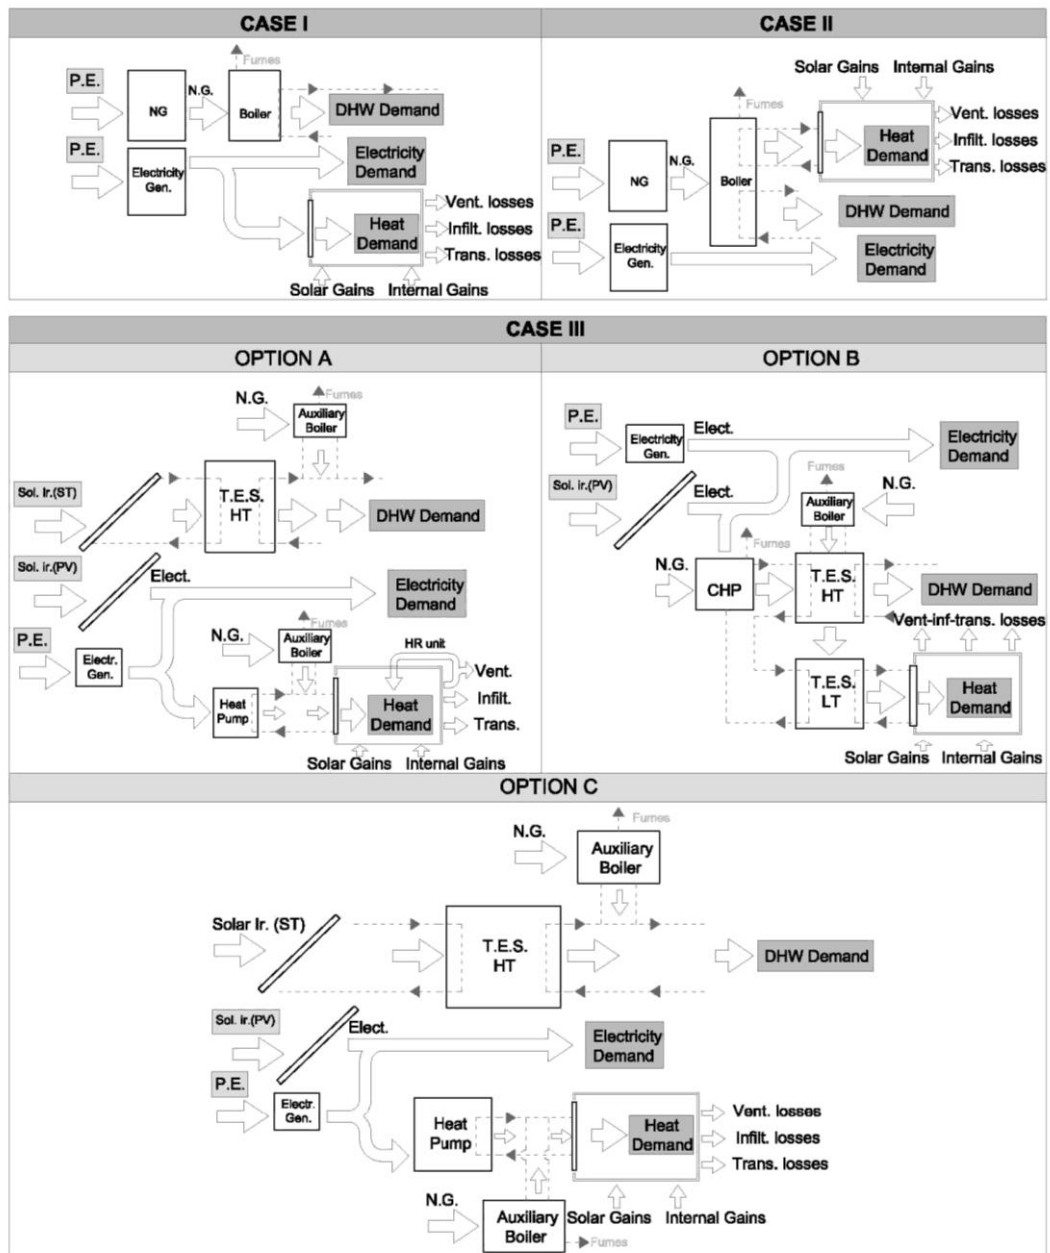 CASE I
Fumes
P.E.
NG
N.G.
Boiler
DHW Demand
P.E.
Electricity
Gen.
Electricity
Demand
Heat
Demand
Vent. losses
Infilt. losses
Trans. losses
Solar Gains
Internal Gains
CASE II
Solar Gains
Internal Gains
Fumes
P.E.
NG
N.G.
Boiler
Heat
Demand
Vent. losses
Infilt. losses
Trans. losses
DHW Demand
P.E.
Electricity
Gen.
Electricity
Demand
CASE III
OPTION A
N.G.
Fumes
Auxiliary
Boiler
Sol. Ir.(ST)
T.E.S.
HT
DHW Demand
Sol. ir.(PV)
Elect.
Electricity
Demand
P.E.
Electr.
Gen.
N.G.
Fumes
Auxiliary
Boiler
HR unit
Heat
Pump
Heat
Demand
Vent.
Infilt.
Trans.
Solar Gains
Internal Gains
OPTION B
P.E.
Electricity
Gen.
Elect.
Electricity
Demand
Sol. ir.(PV)
Elect.
Fumes
Auxiliary
Boiler
N.G.
Fumes
N.G.
CHP
T.E.S.
HT
DHW Demand
Vent-inf-trans. losses
T.E.S.
LT
Heat
Demand
Solar Gains
Internal Gains
OPTION C
N.G.
Fumes
Auxiliary
Boiler
Solar Ir. (ST)
T.E.S.
HT
DHW Demand
Sol. ir.(PV)
Elect.
Electricity
Demand
P.E.
Electr.
Gen.
Heat
Pump
Heat
Demand
Vent. losses
Infilt. losses
Trans. losses
N.G.
Auxiliary
Boiler
Solar Gains
Internal Gains
Fumes